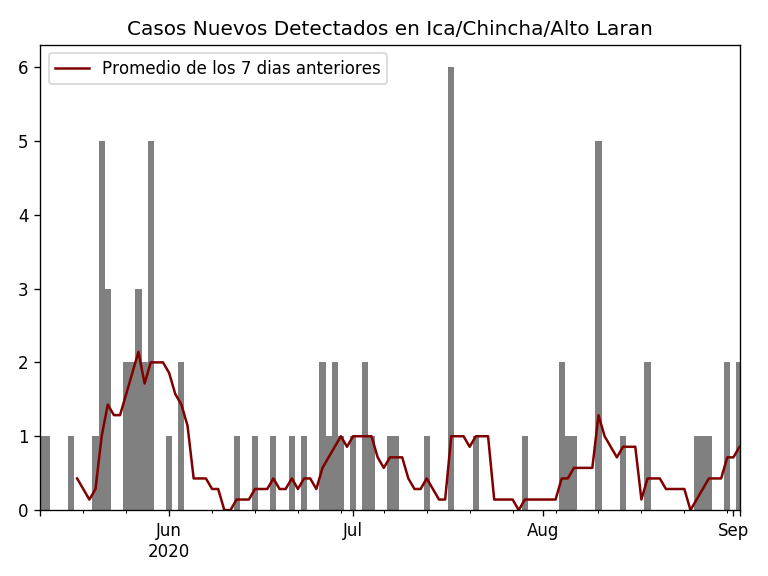 Casos Nuevos Detectados en Ica/Chincha/Alto Laran
Promedio de los 7 dias anteriores
6
5
4
3
2
1
0
Jun
2020
Jul
Aug
Sep